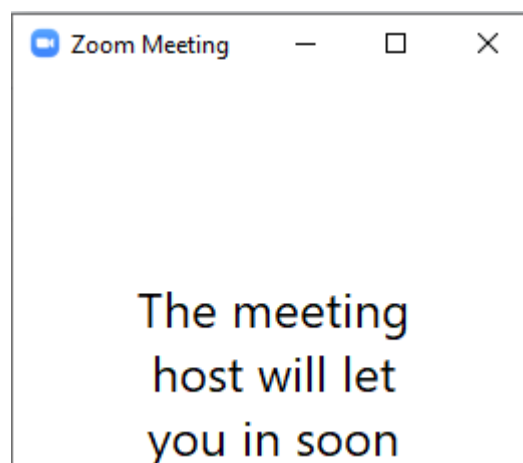 Zoom Meeting
The meeting
host will let
you in soon